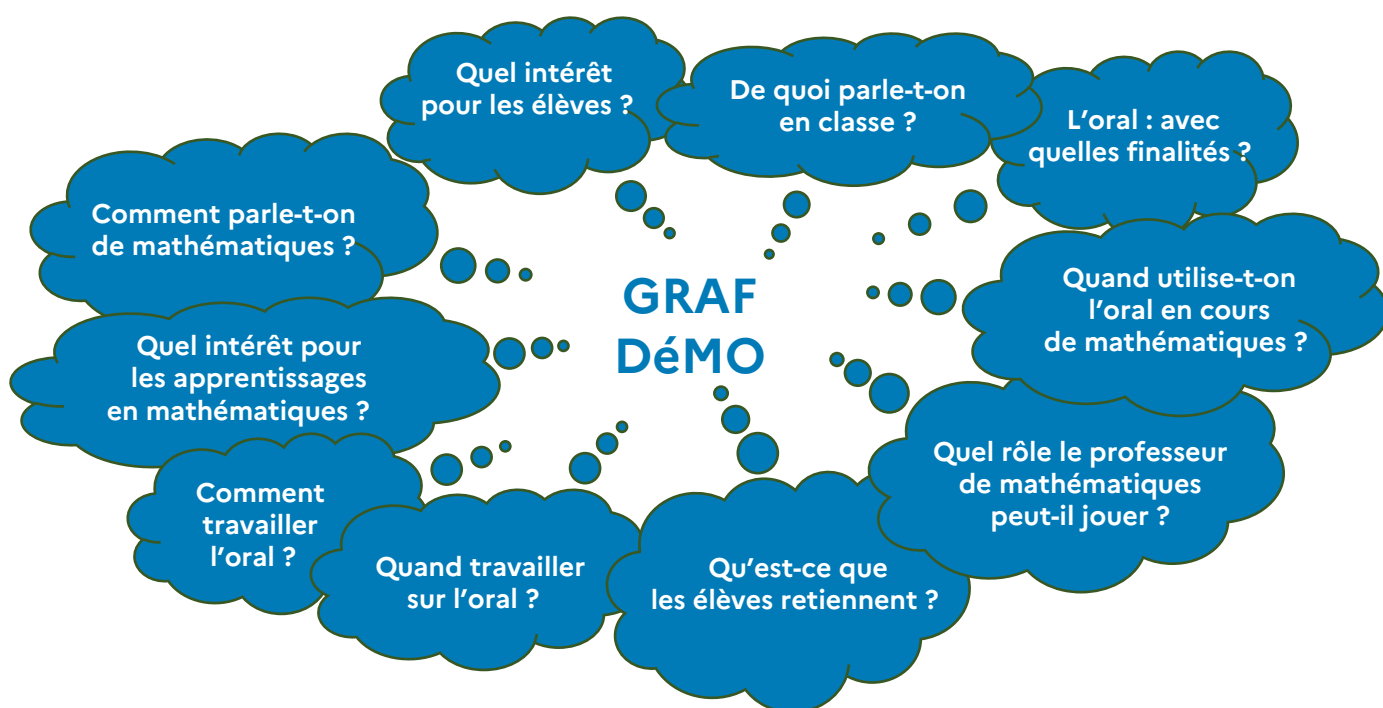 Quel intérêt
pour les élèves ?
De quoi parle-t-on
en classe ?
L'oral : avec
quelles finalités ?
Comment parle-t-on
de mathématiques ?
GRAF
DéMO
Quand utilise-t-on
l'oral en cours
de mathématiques ?
Quel intérêt pour
les apprentissages
en mathématiques ?
Quel rôle le professeur
de mathématiques
peut-il jouer ?
Comment
travailler
l'oral ?
Quand travailler
sur l'oral ?
Qu'est-ce que
les élèves retiennent ?